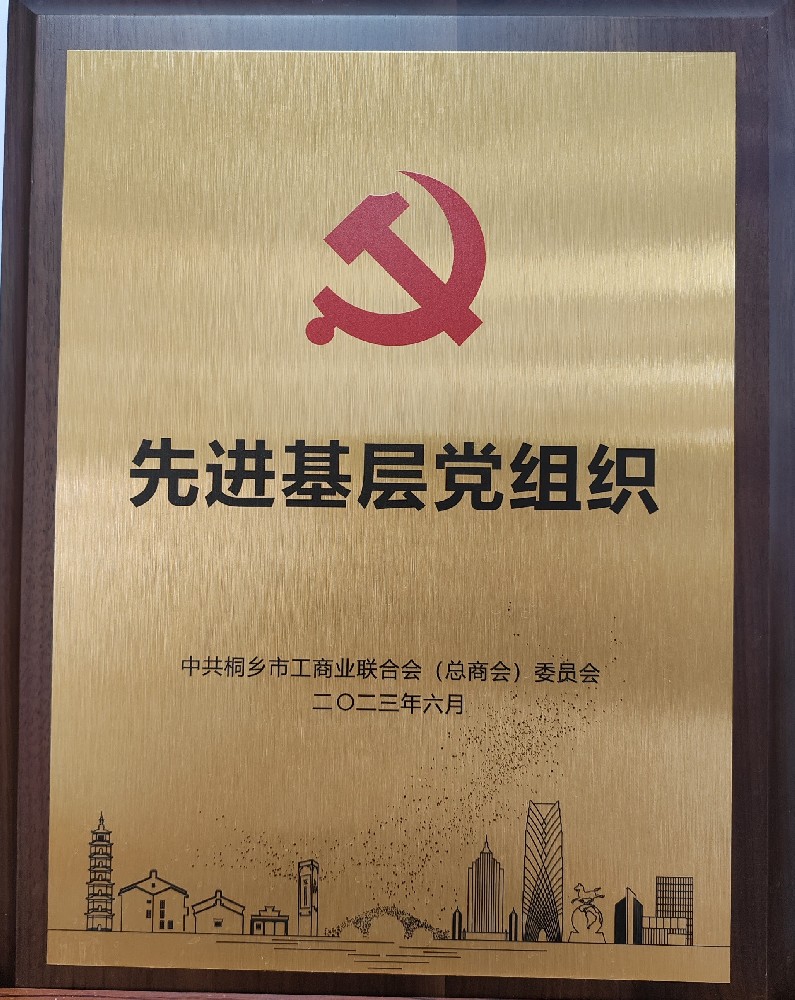 先进基层党组织
中共桐乡市工商业联合会（总商会）委员会
二〇二三年六月